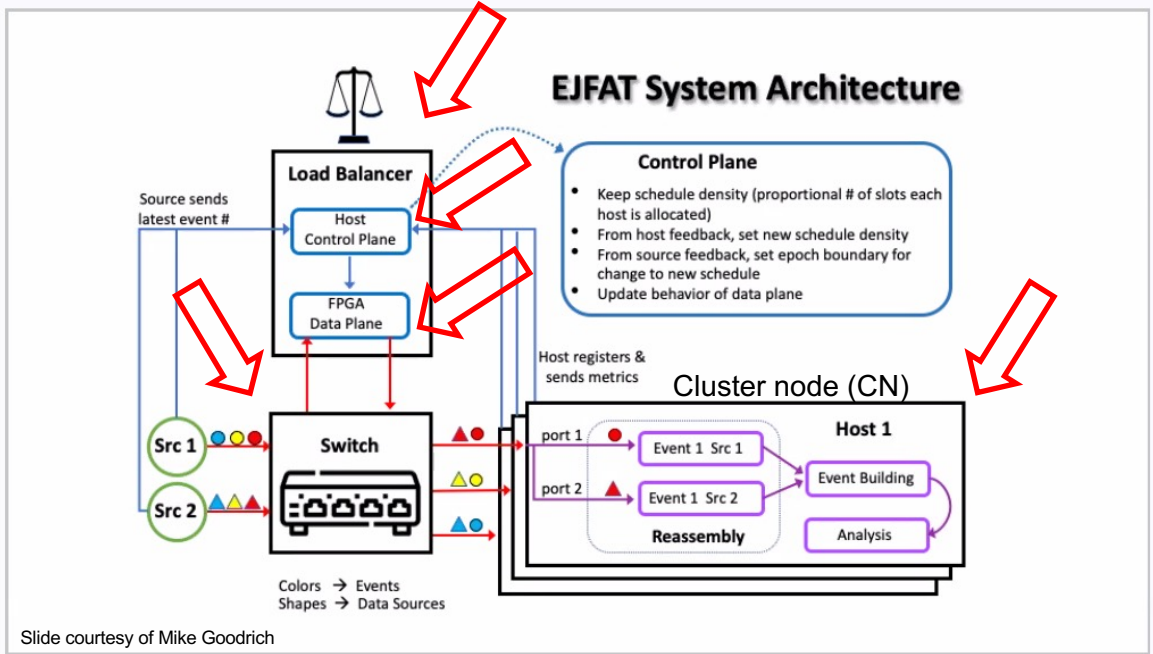 EJFAT System Architecture
Load Balancer
Source sends
latest event #
Host
Control Plane
FPGA
Data Plane
Control Plane
• Keep schedule density (proportional # of slots each
host is allocated)
• From host feedback, set new schedule density
• From source feedback, set epoch boundary for
change to new schedule
• Update behavior of data plane
Host registers &
sends metrics
Cluster node (CN)
Src 1
Src 2
Switch
port 1
port 2
Host 1
Event 1 Src 1
Event 1 Src 2
Reassembly
Event Building
Analysis
Colors → Events
Shapes → Data Sources
Slide courtesy of Mike Goodrich